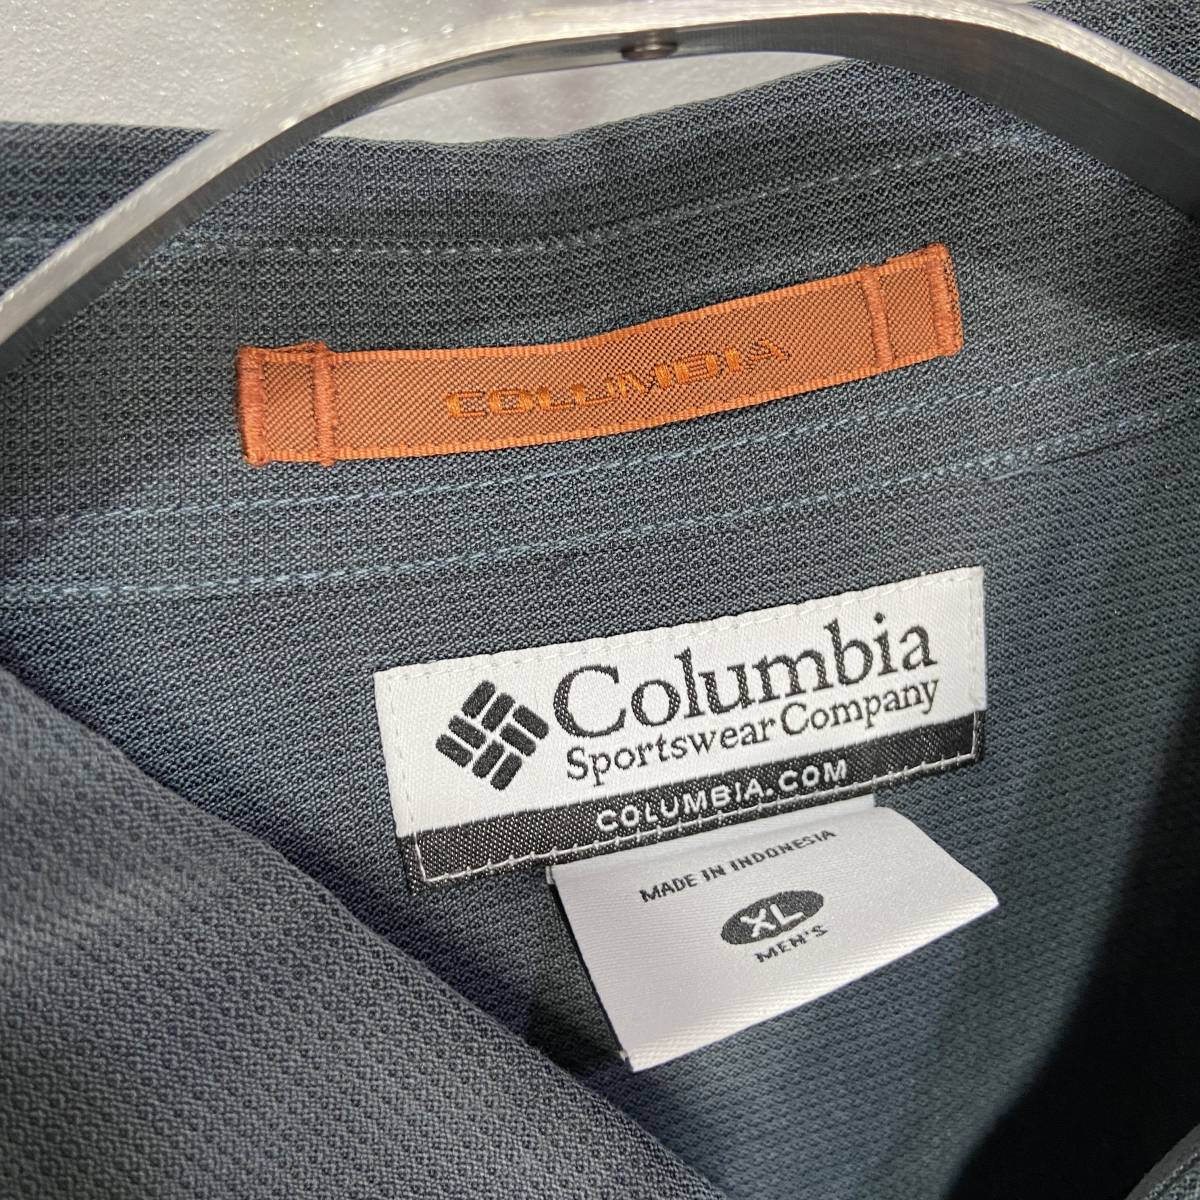 COLUMBIA
Columbia
Sportswear Company
COLUMBIA.COM
MADE IN INDONESIA
XL
MEN'S